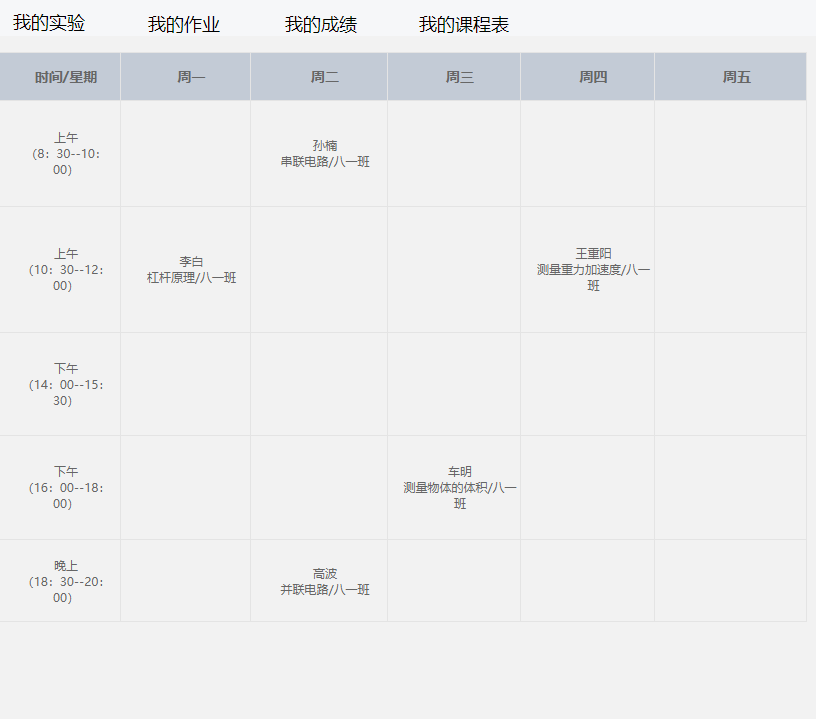 我的实验 我的作业 我的成绩 我的课程表
时间/星期 周一 周二 周三 周四 周五
上午
(8：30--10：
00)
孙楠
串联电路/八一班
上午
(10：30--12：
00)
李白
杠杆原理/八一班
王重阳
测量重力加速度/八一
班
下午
(14：00--15：
30)
下午
(16：00--18：
00)
车明
测量物体的体积/八一
班
晚上
(18：30--20：
00)
高波
并联电路/八一班